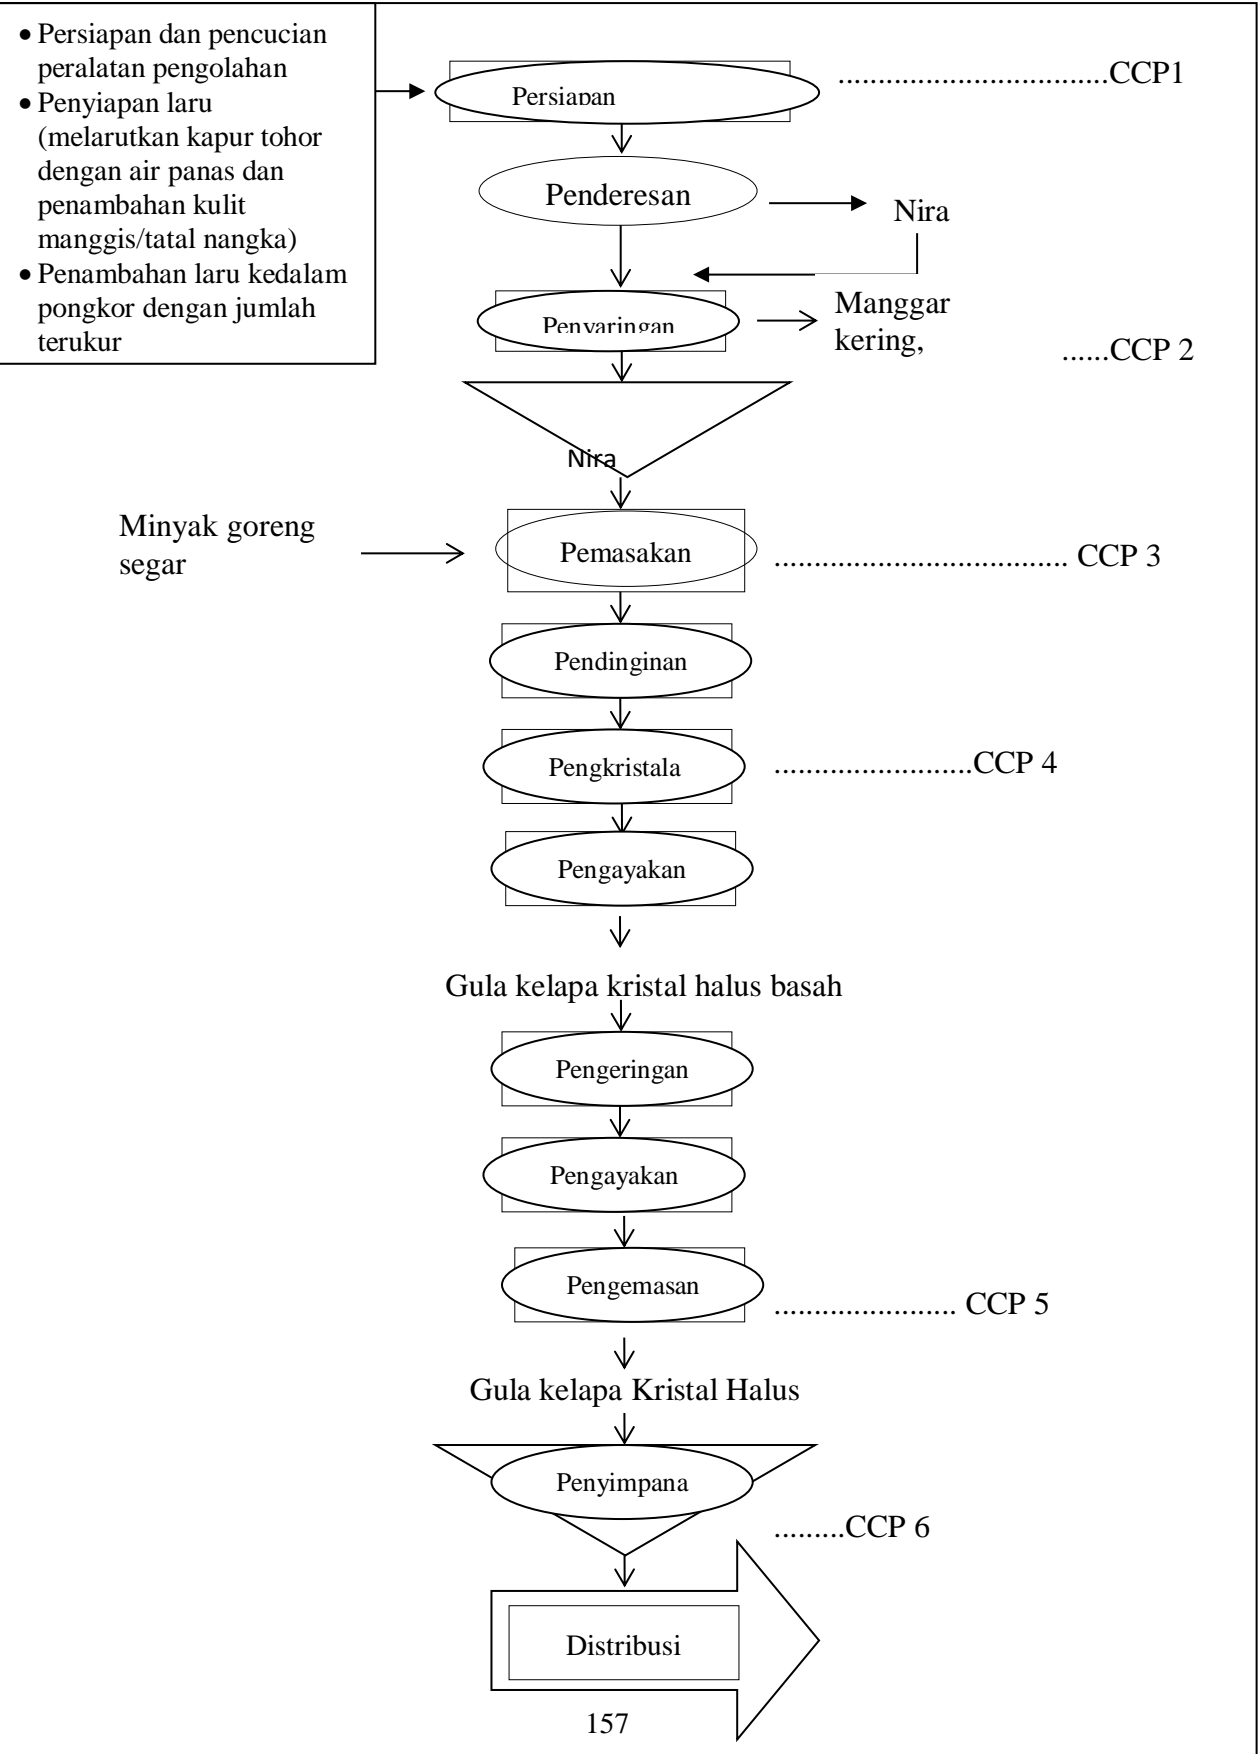 • Persiapan dan pencucian
peralatan pengolahan
• Penyiapan laru
(melarutkan kapur tohor
dengan air panas dan
penambahan kulit
manggis/tatal nangka)
• Penambahan laru kedalam
pongkor dengan jumlah
terukur
Persiapan
................................CCP1
Penderesan
Nira
Penyaringan
Manggar
kering,
......CCP 2
Nira
Minyak goreng
segar
Pemasakan
................................... CCP 3
Pendinginan
Pengkristala
........................CCP 4
Pengayakan
Gula kelapa kristal halus basah
Pengeringan
Pengayakan
Pengemasan
....................... CCP 5
Gula kelapa Kristal Halus
Penyimpana
.........CCP 6
Distribusi
157